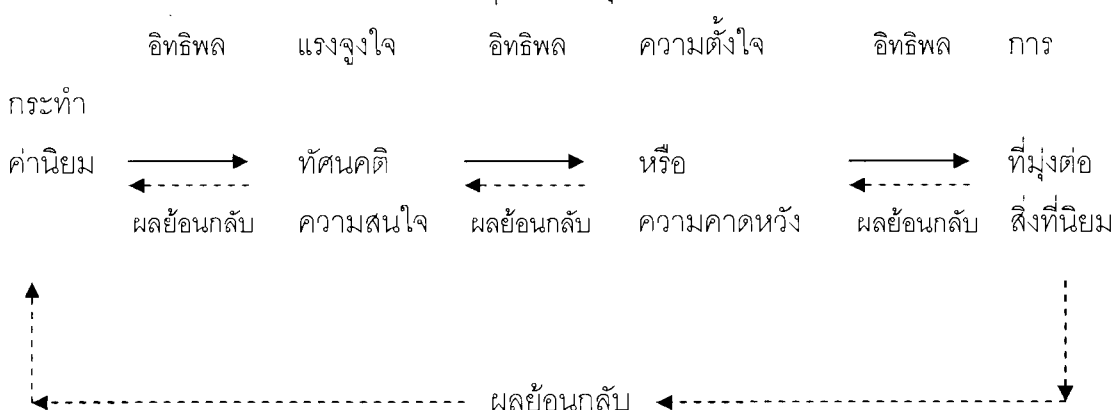 อิทธิพล แรงจูงใจ อิทธิพล ความตั้งใจ อิทธิพล การ
กระทำ
ค่านิยม ทัศนคติ หรือ ที่มุ่งต่อ
ผลย้อนกลับ ความสนใจ ผลย้อนกลับ ความคาดหวัง ผลย้อนกลับ สิ่งที่นิยม
ผลย้อนกลับ